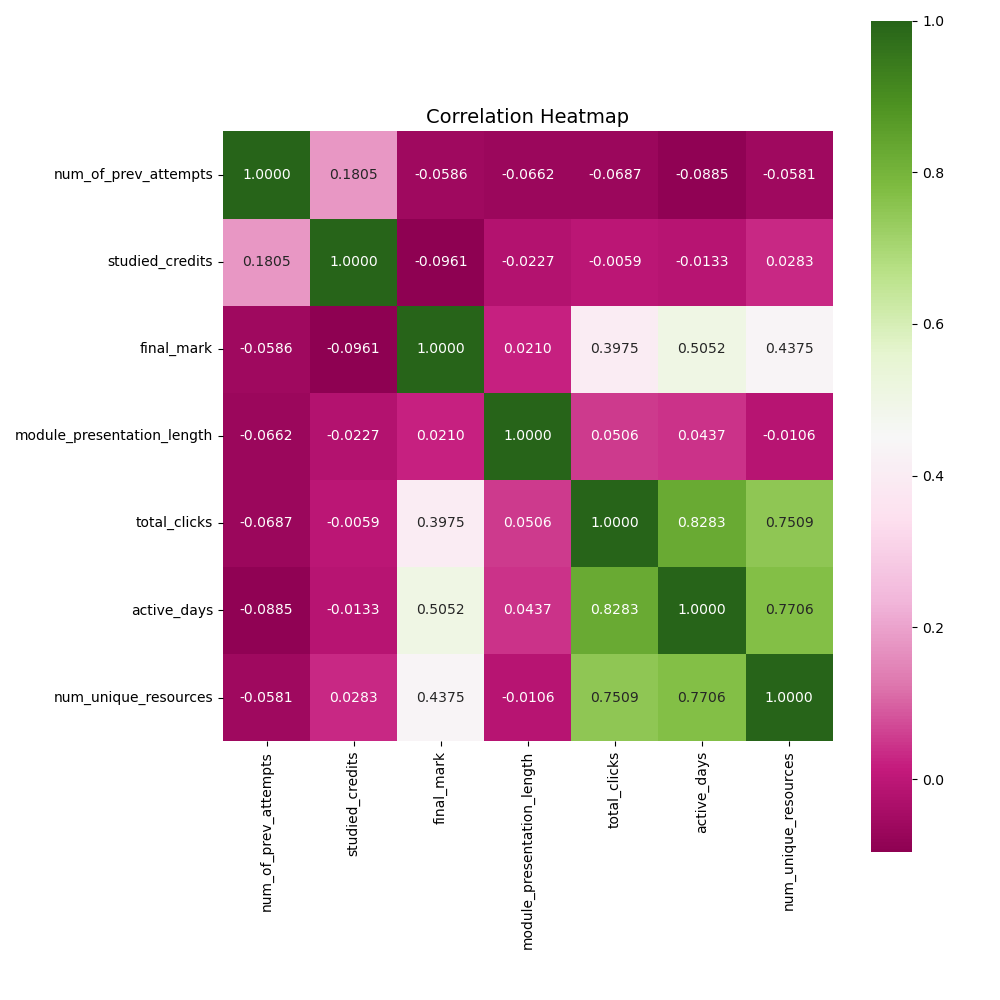 Correlation Heatmap
num_of_prev_attempts 1.0000 0.1805 -0.0586 -0.0662 -0.0687 -0.0885 -0.0581
studied_credits 0.1805 1.0000 -0.0961 -0.0227 -0.0059 -0.0133 0.0283
final_mark -0.0586 -0.0961 1.0000 0.0210 0.3975 0.5052 0.4375
module_presentation_length -0.0662 -0.0227 0.0210 1.0000 0.0506 0.0437 -0.0106
total_clicks -0.0687 -0.0059 0.3975 0.0506 1.0000 0.8283 0.7509
active_days -0.0885 -0.0133 0.5052 0.0437 0.8283 1.0000 0.7706
num_unique_resources -0.0581 0.0283 0.4375 -0.0106 0.7509 0.7706 1.0000
num_of_prev_attempts
studied_credits
final_mark
module_presentation_length
total_clicks
active_days
num_unique_resources
1.0
0.8
0.6
0.4
0.2
0.0